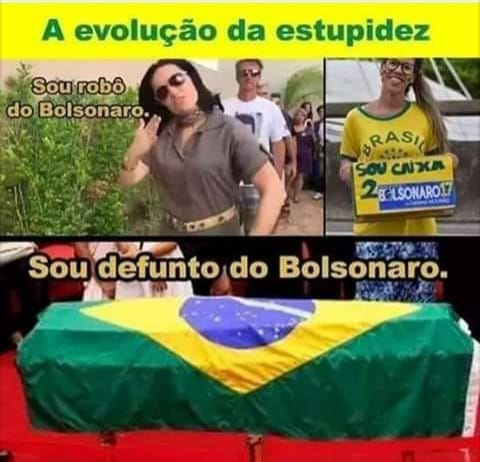 A evolução da estupidez
Sou robô
do Bolsonaro.
BRASIL
SOU CAIXA
2 BOLSONARO 17
Sou defunto do Bolsonaro.